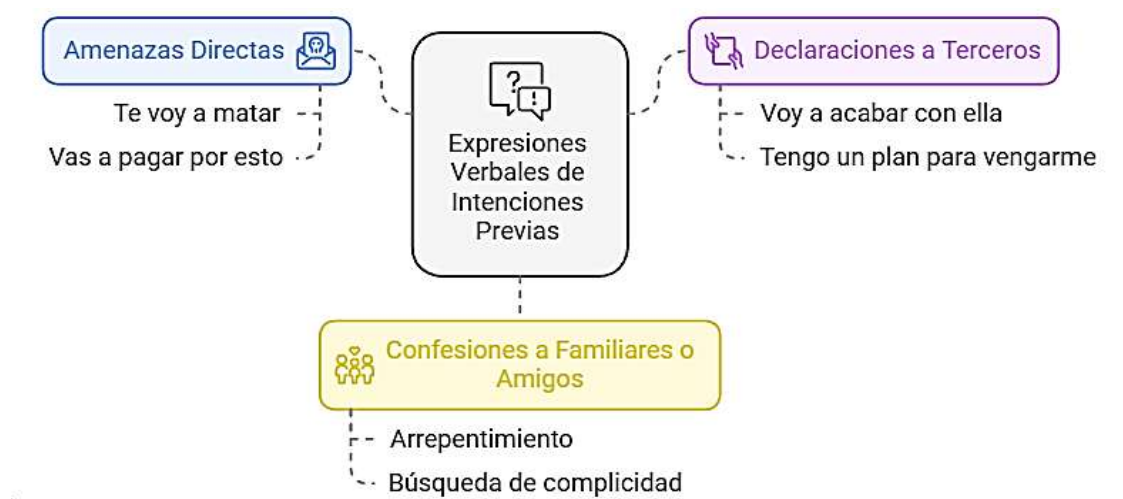 Amenazas Directas
Te voy a matar
Vas a pagar por esto
?
!
Expresiones
Verbales de
Intenciones
Previas
Declaraciones a Terceros
Voy a acabar con ella
Tengo un plan para vengarme
Confesiones a Familiares o
Amigos
Arrepentimiento
Búsqueda de complicidad